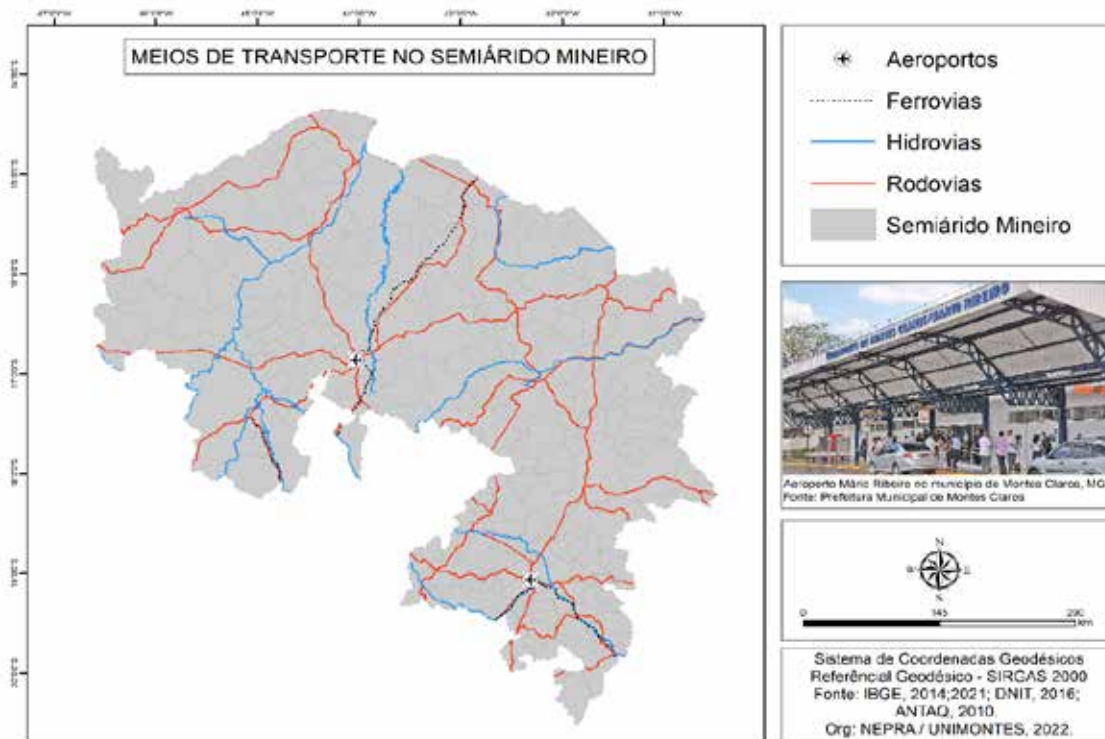 MEIOS DE TRANSPORTE NO SEMIÁRIDO MINEIRO
Aeroportos
Ferrovias
Hidrovias
Rodovias
Semiárido Mineiro
Aeroporto Mário Ribeiro no município de Montes Claros, MG
Fonte: Prefeitura Municipal de Montes Claros
N
S
0 145 290
km
Sistema de Coordenadas Geodésicos
Referêncial Geodésico - SIRGAS 2000
Fonte: IBGE, 2014;2021; DNIT, 2016;
ANTAQ, 2010.
Org: NEPRA / UNIMONTES, 2022.